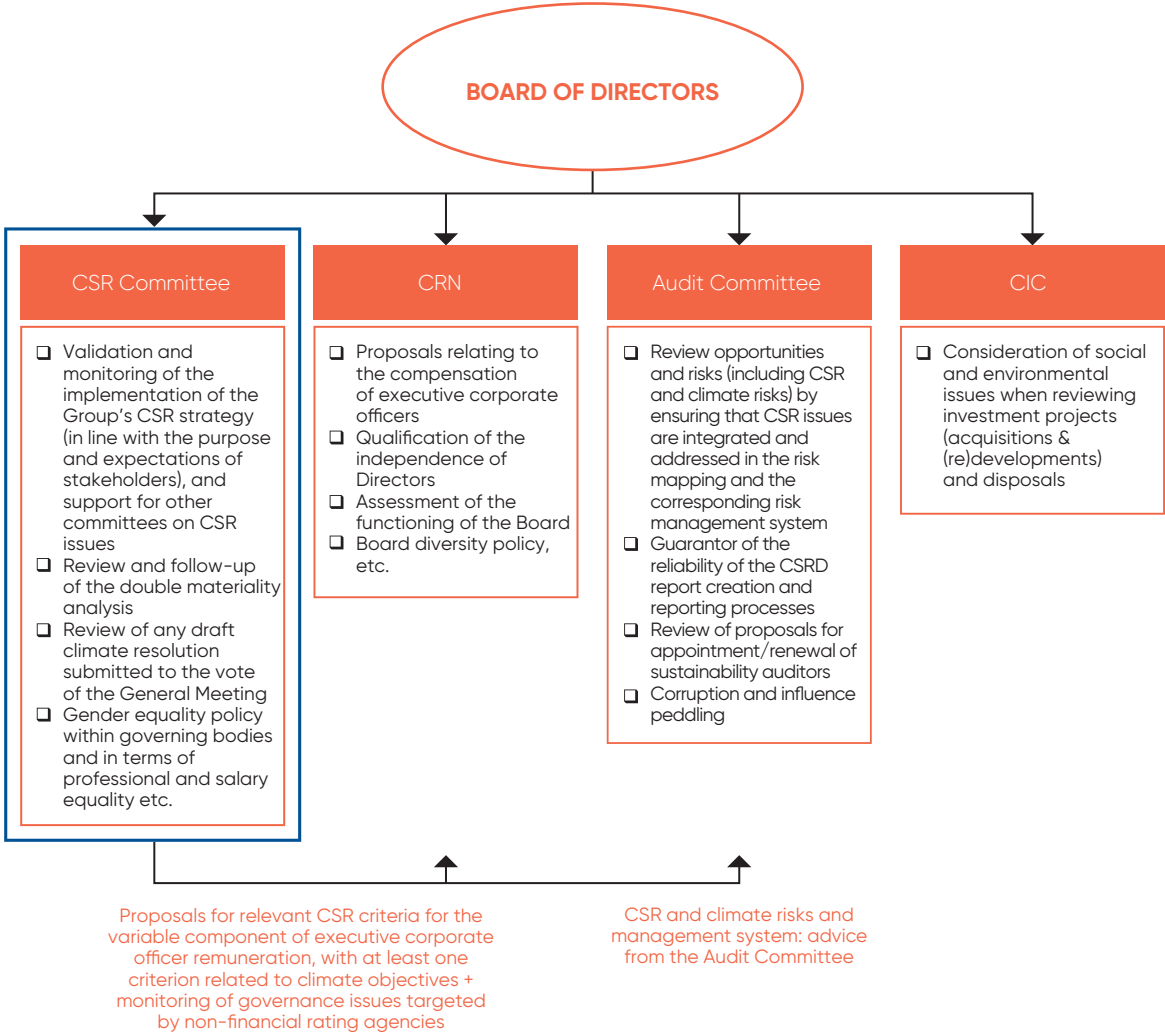 BOARD OF DIRECTORS
CSR Committee
❑ Validation and
monitoring of the
implementation of the
Group's CSR strategy
(in line with the purpose
and expectations of
stakeholders), and
support for other
committees on CSR
issues
❑ Review and follow-up
of the double materiality
analysis
❑ Review of any draft
climate resolution
submitted to the vote
of the General Meeting
❑ Gender equality policy
within governing bodies
and in terms of
professional and salary
equality etc.
CRN
❑ Proposals relating to
the compensation
of executive corporate
officers
❑ Qualification of the
independence of
Directors
❑ Assessment of the
functioning of the Board
❑ Board diversity policy,
etc.
Audit Committee
❑ Review opportunities
and risks (including CSR
and climate risks) by
ensuring that CSR issues
are integrated and
addressed in the risk
mapping and the
corresponding risk
management system
❑ Guarantor of the
reliability of the CSRD
report creation and
reporting processes
❑ Review of proposals for
appointment/renewal of
sustainability auditors
❑ Corruption and influence
peddling
CIC
❑ Consideration of social
and environmental
issues when reviewing
investment projects
(acquisitions &
(re)developments)
and disposals
Proposals for relevant CSR criteria for the
variable component of executive corporate
officer remuneration, with at least one
criterion related to climate objectives +
monitoring of governance issues targeted
by non-financial rating agencies
CSR and climate risks and
management system: advice
from the Audit Committee